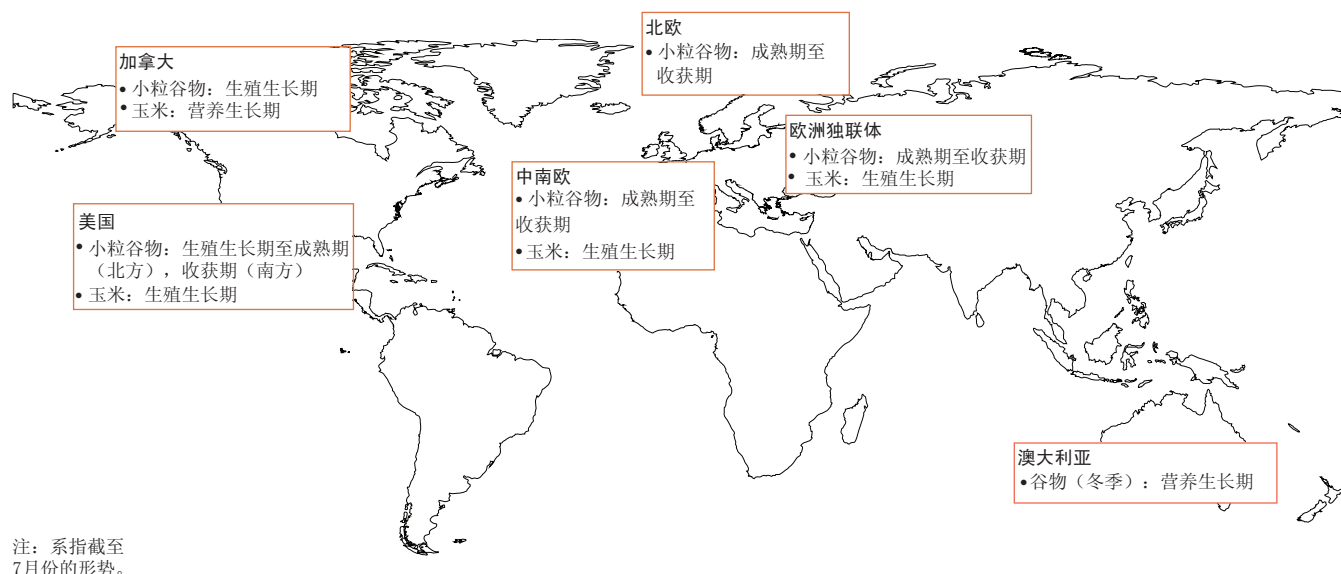 北欧
• 小粒谷物：成熟期至
收获期
加拿大
• 小粒谷物：生殖生长期
• 玉米：营养生长期
欧洲独联体
• 小粒谷物：成熟期至收获期
• 玉米：生殖生长期
中南欧
• 小粒谷物：成熟期至
收获期
• 玉米：生殖生长期
美国
• 小粒谷物：生殖生长期至成熟期
（北方），收获期（南方）
• 玉米：生殖生长期
澳大利亚
•谷物（冬季）：营养生长期
注：系指截至
7月份的形势。